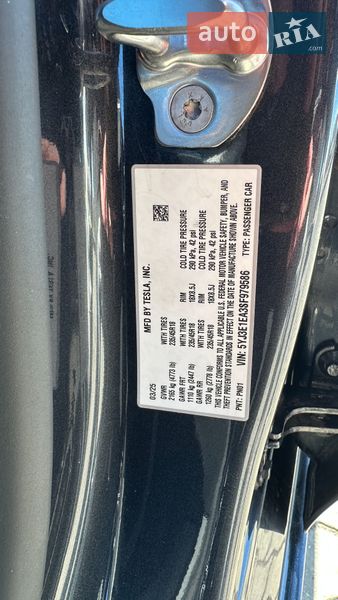 auto RIA.com
MFD BY TESLA, INC.
03/25
GVWR
2165 kg (4773 lb)
GAWR FRT WITH TIRES RIM COLD TIRE PRESSURE
1110 kg (2447 lb) 235/45R18 18X8.5J 290 kPa, 42 psi
GAWR RR WITH TIRES RIM COLD TIRE PRESSURE
1260 kg (2778 lb) 235/45R18 18X8.5J 290 kPa, 42 psi
THIS VEHICLE CONFORMS TO ALL APPLICABLE U.S. FEDERAL MOTOR VEHICLE SAFETY, BUMPER, AND
THEFT PREVENTION STANDARDS IN EFFECT ON THE DATE OF MANUFACTURE SHOWN ABOVE.
PNT: PN01 VIN: 5YJ3E1EA3SF979586 TYPE: PASSENGER CAR